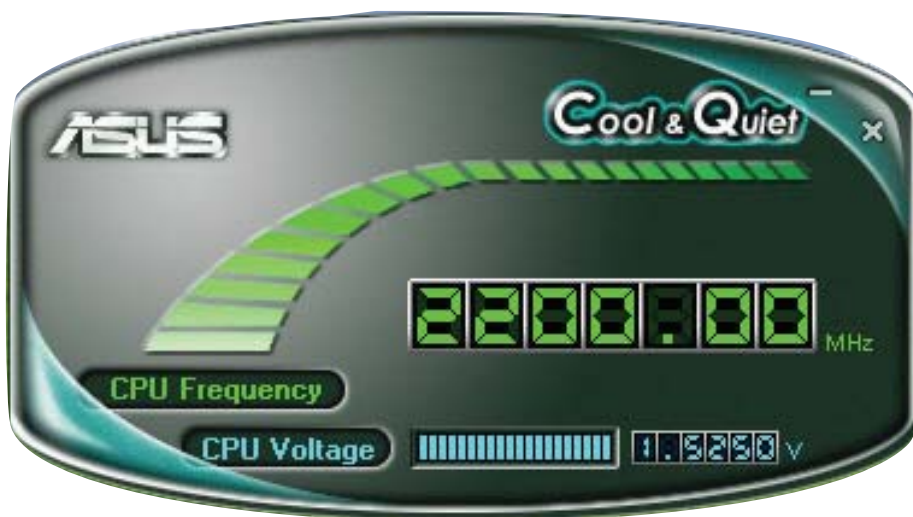 ASUS
Cool & Quiet
2200.00 MHz
CPU Frequency
CPU Voltage
1.5250 V